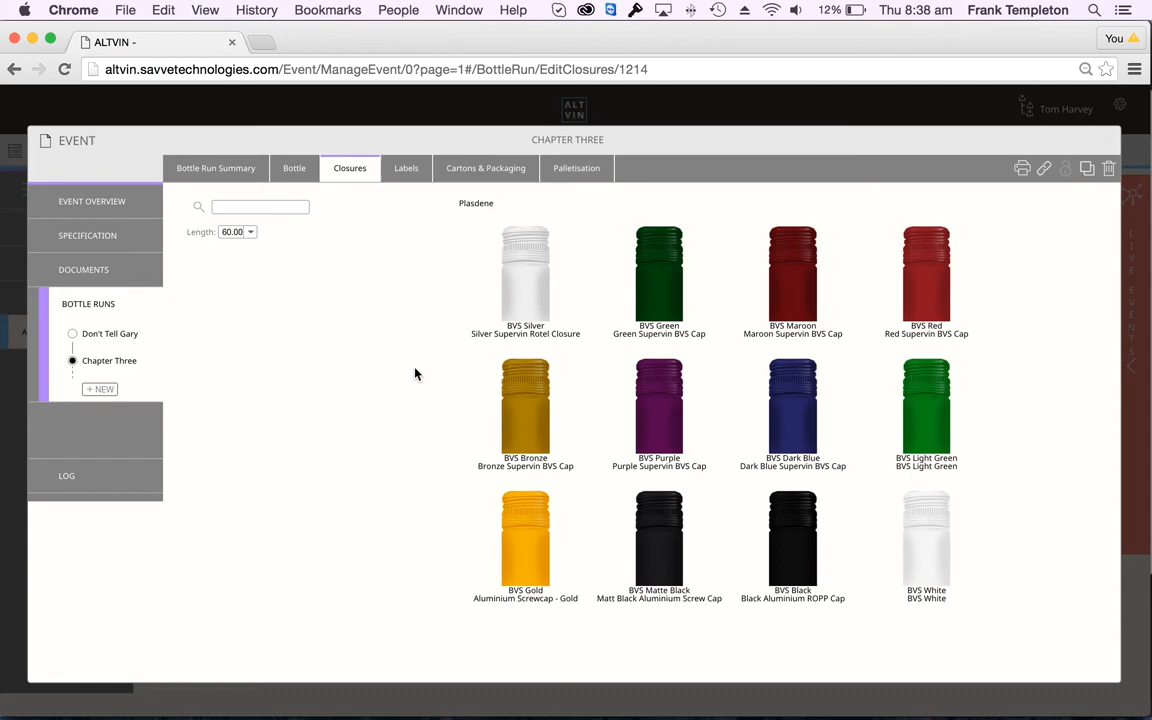 Chrome File Edit View History Bookmarks People Window Help 12% Thu 8:38 am Frank Templeton
ALTVIN - You
altvin.savvetechnologies.com/Event/ManageEvent/0?page=1#/BottleRun/EditClosures/1214
ALT
VIN
Tom Harvey
EVENT
CHAPTER THREE
Bottle Run Summary Bottle Closures Labels Cartons & Packaging Palletisation
EVENT OVERVIEW
SPECIFICATION
DOCUMENTS
BOTTLE RUNS
Don't Tell Gary
Chapter Three
+ NEW
LOG
Length: 60.00
Plasdene
BVS Silver
Silver Supervin Rotel Closure
BVS Green
Green Supervin BVS Cap
BVS Maroon
Maroon Supervin BVS Cap
BVS Red
Red Supervin BVS Cap
BVS Bronze
Bronze Supervin BVS Cap
BVS Purple
Purple Supervin BVS Cap
BVS Dark Blue
Dark Blue Supervin BVS Cap
BVS Light Green
BVS Light Green
BVS Gold
Aluminium Screwcap - Gold
BVS Matte Black
Matt Black Aluminium Screw Cap
BVS Black
Black Aluminium ROPP Cap
BVS White
BVS White
LIVE EVENTS
A